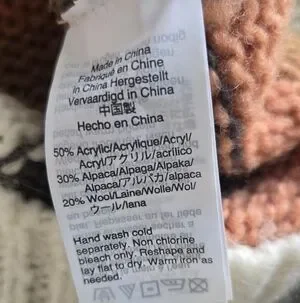 Made in China
Fabriqué en Chine
in China Hergestellt
Vervaardigd in China
中国製
Hecho en China
50% Acrylic/Acrylique/Acryl/
Acryl/アクリル/acrílico
30% Alpaca/Alpaga/Alpaka/
Alpaca/アルパカ/alpaca
20% Wool/Laine/Wolle/Wol/
ウール/lana
Hand wash cold
separately. Non chlorine
bleach only. Reshape and
lay flat to dry. Warm iron as
needed.